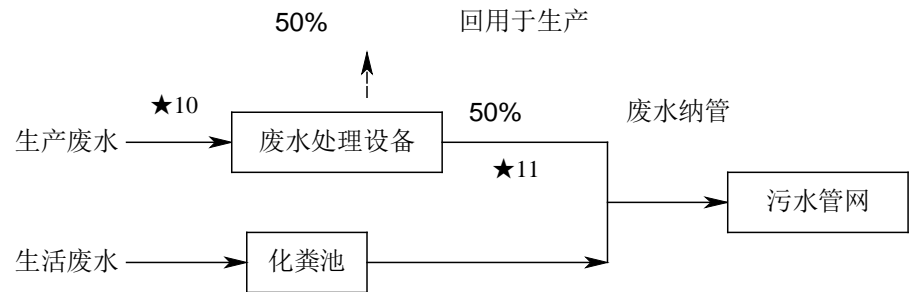 50% 回用于生产
★10
生产废水 废水处理设备 50% 废水纳管
★11
污水管网
生活废水 化粪池